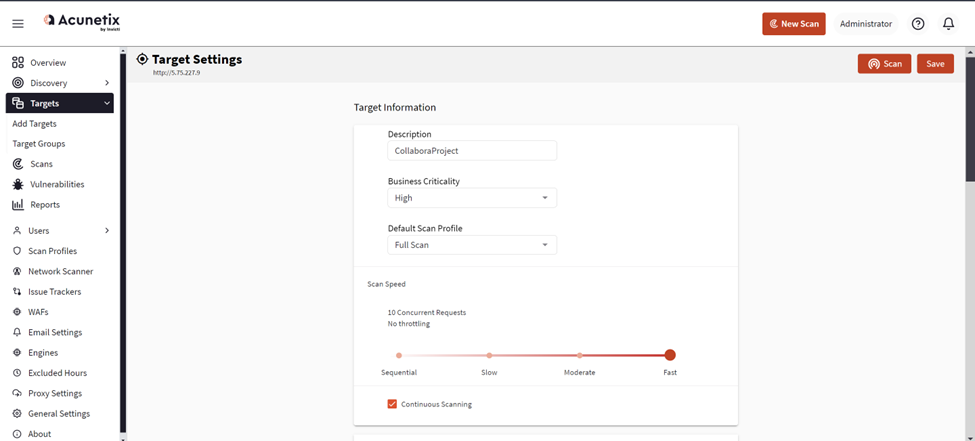 Acunetix
by Invicti
New Scan
Administrator
Overview
Discovery
Targets
Add Targets
Target Groups
Scans
Vulnerabilities
Reports
Users
Scan Profiles
Network Scanner
Issue Trackers
WAFs
Email Settings
Engines
Excluded Hours
Proxy Settings
General Settings
About
Target Settings
http://5.75.227.9
Scan
Save
Target Information
Description
CollaboraProject
Business Criticality
High
Default Scan Profile
Full Scan
Scan Speed
10 Concurrent Requests
No throttling
Sequential Slow Moderate Fast
Continuous Scanning